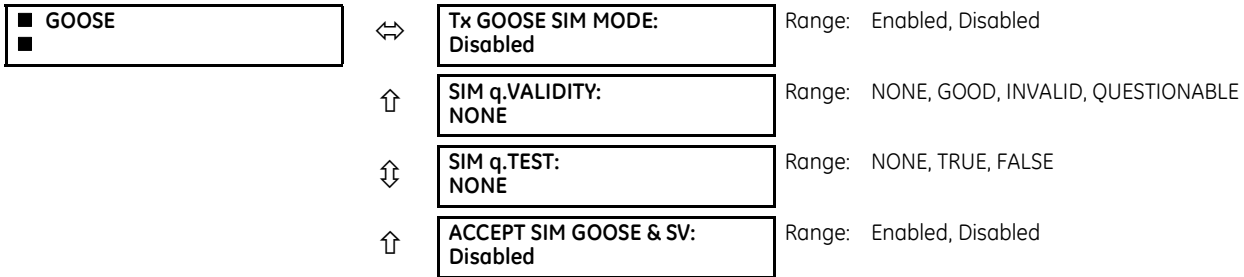 ■ GOOSE
■
⇔
Tx GOOSE SIM MODE:
Disabled
Range: Enabled, Disabled
⇧
SIM q.VALIDITY:
NONE
Range: NONE, GOOD, INVALID, QUESTIONABLE
⇕
SIM q.TEST:
NONE
Range: NONE, TRUE, FALSE
⇧
ACCEPT SIM GOOSE & SV:
Disabled
Range: Enabled, Disabled